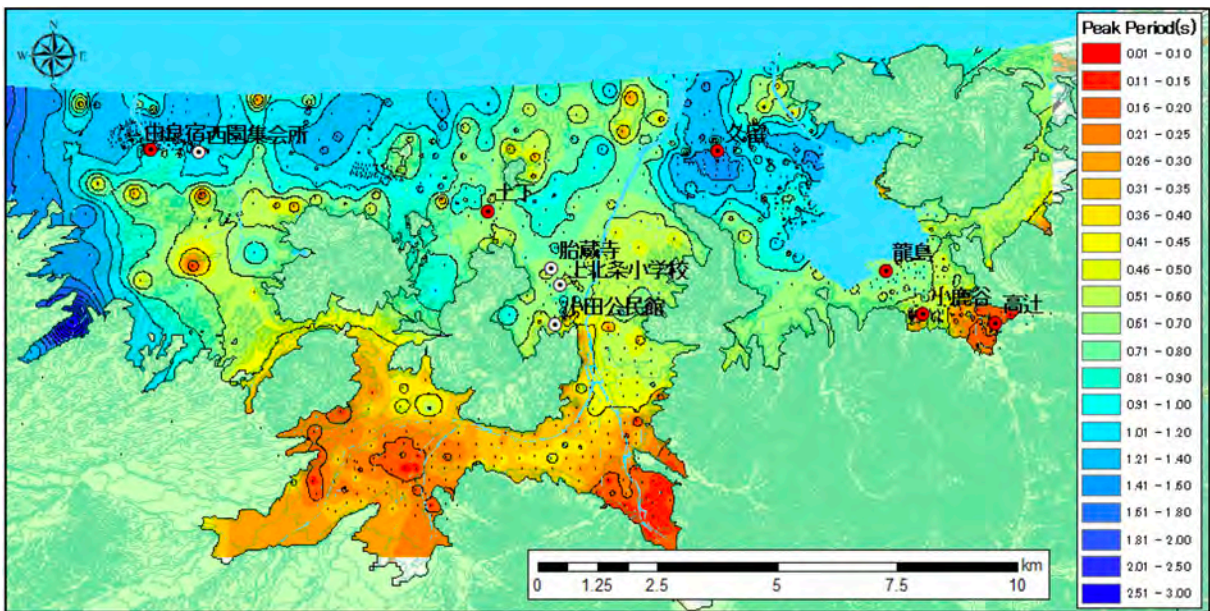 N
W
E
S
Peak Period(s)
0.01 - 0.10
0.11 - 0.15
0.16 - 0.20
0.21 - 0.25
0.26 - 0.30
0.31 - 0.35
0.36 - 0.40
0.41 - 0.45
0.46 - 0.50
0.51 - 0.60
0.61 - 0.70
0.71 - 0.80
0.81 - 0.90
0.91 - 1.00
1.01 - 1.20
1.21 - 1.40
1.41 - 1.60
1.61 - 1.80
1.81 - 2.00
2.01 - 2.50
2.51 - 3.00
西園集会所
久留
土下
胎蔵寺
上北条小学校
小田公民館
龍島
小鹿谷
高辻
km
0 1.25 2.5 5 7.5 10